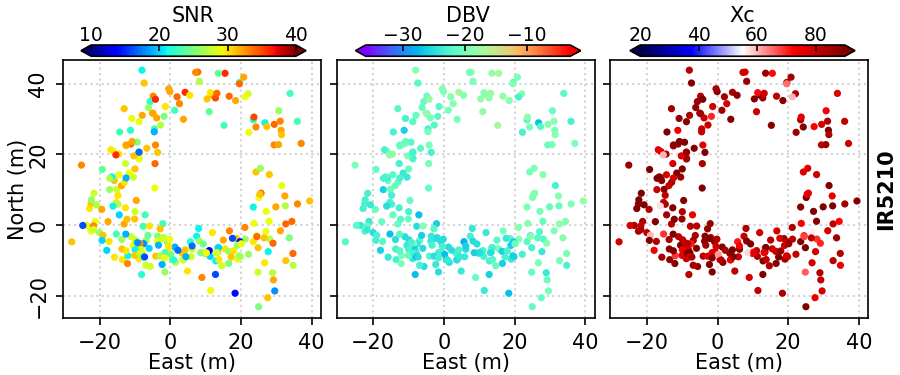 SNR DBV Xc
10 20 30 40 −30 −20 −10 20 40 60 80
40
20
0
−20
North (m)
IR5210
−20 0 20 40 −20 0 20 40 −20 0 20 40
East (m) East (m) East (m)